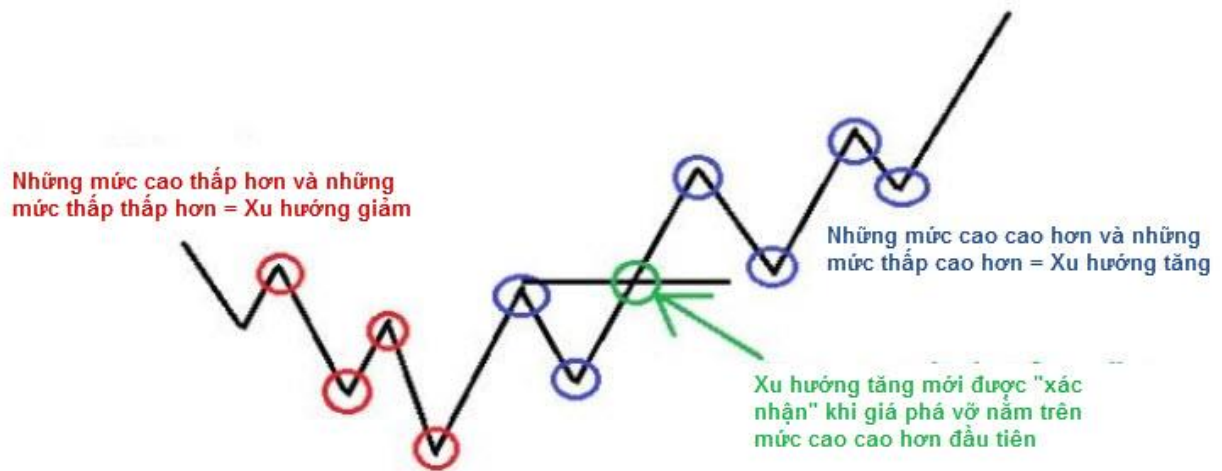 Những mức cao thấp hơn và những
mức thấp thấp hơn = Xu hướng giảm
Những mức cao cao hơn và những
mức thấp cao hơn = Xu hướng tăng
Xu hướng tăng mới được "xác
nhận" khi giá phá vỡ nằm trên
mức cao cao hơn đầu tiên